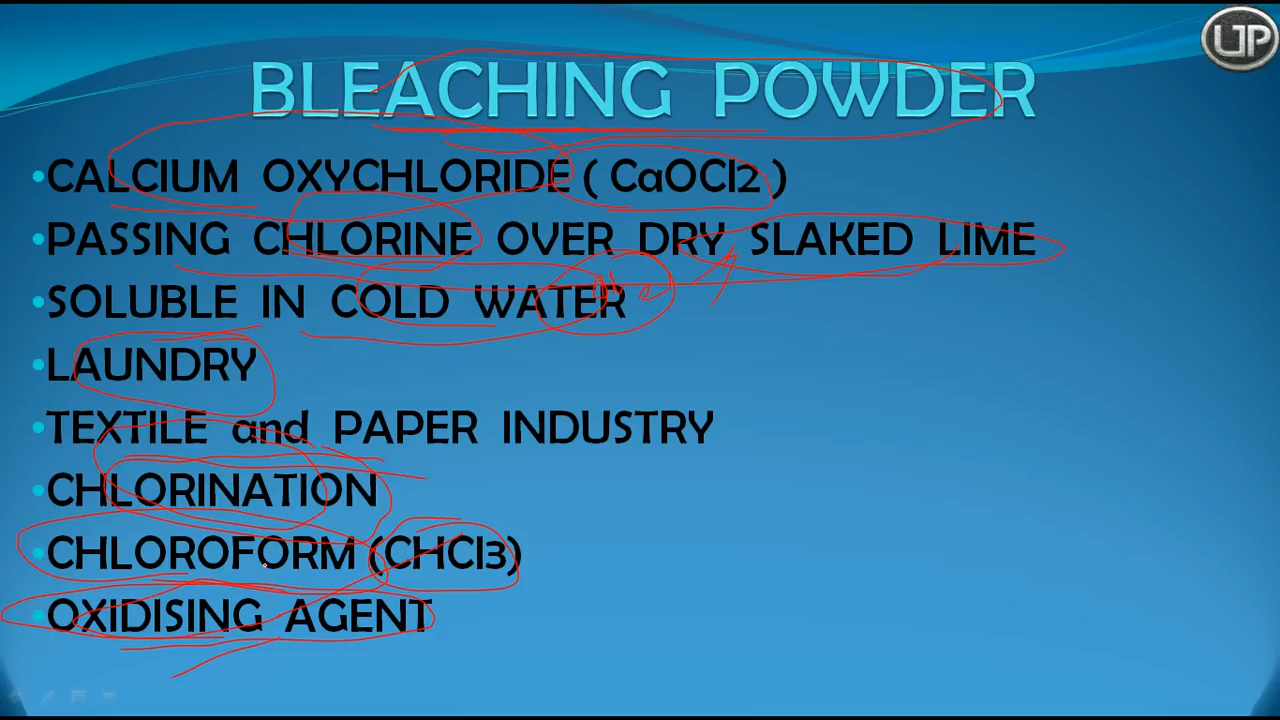 UP
BLEACHING POWDER
•CALCIUM OXYCHLORIDE ( CaOCl2 )
•PASSING CHLORINE OVER DRY SLAKED LIME
•SOLUBLE IN COLD WATER
•LAUNDRY
•TEXTILE and PAPER INDUSTRY
•CHLORINATION
•CHLOROFORM (CHCl3)
•OXIDISING AGENT